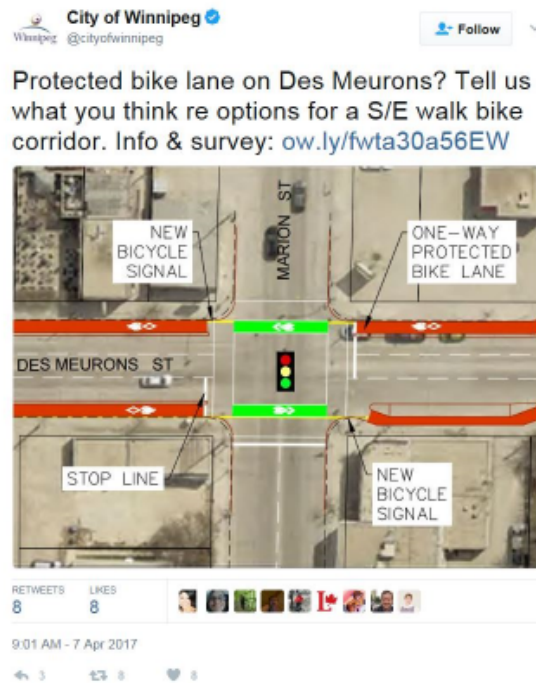 City of Winnipeg
Winnipeg
@cityofwinnipeg
Follow
Protected bike lane on Des Meurons? Tell us
what you think re options for a S/E walk bike
corridor. Info & survey: ow.ly/fwta30a56EW
NEW
BICYCLE
SIGNAL
MARION ST
ONE-WAY
PROTECTED
BIKE LANE
DES MEURONS ST
STOP LINE
NEW
BICYCLE
SIGNAL
RETWEETS
8
LIKES
8
L
9:01 AM - 7 Apr 2017
3
8
8